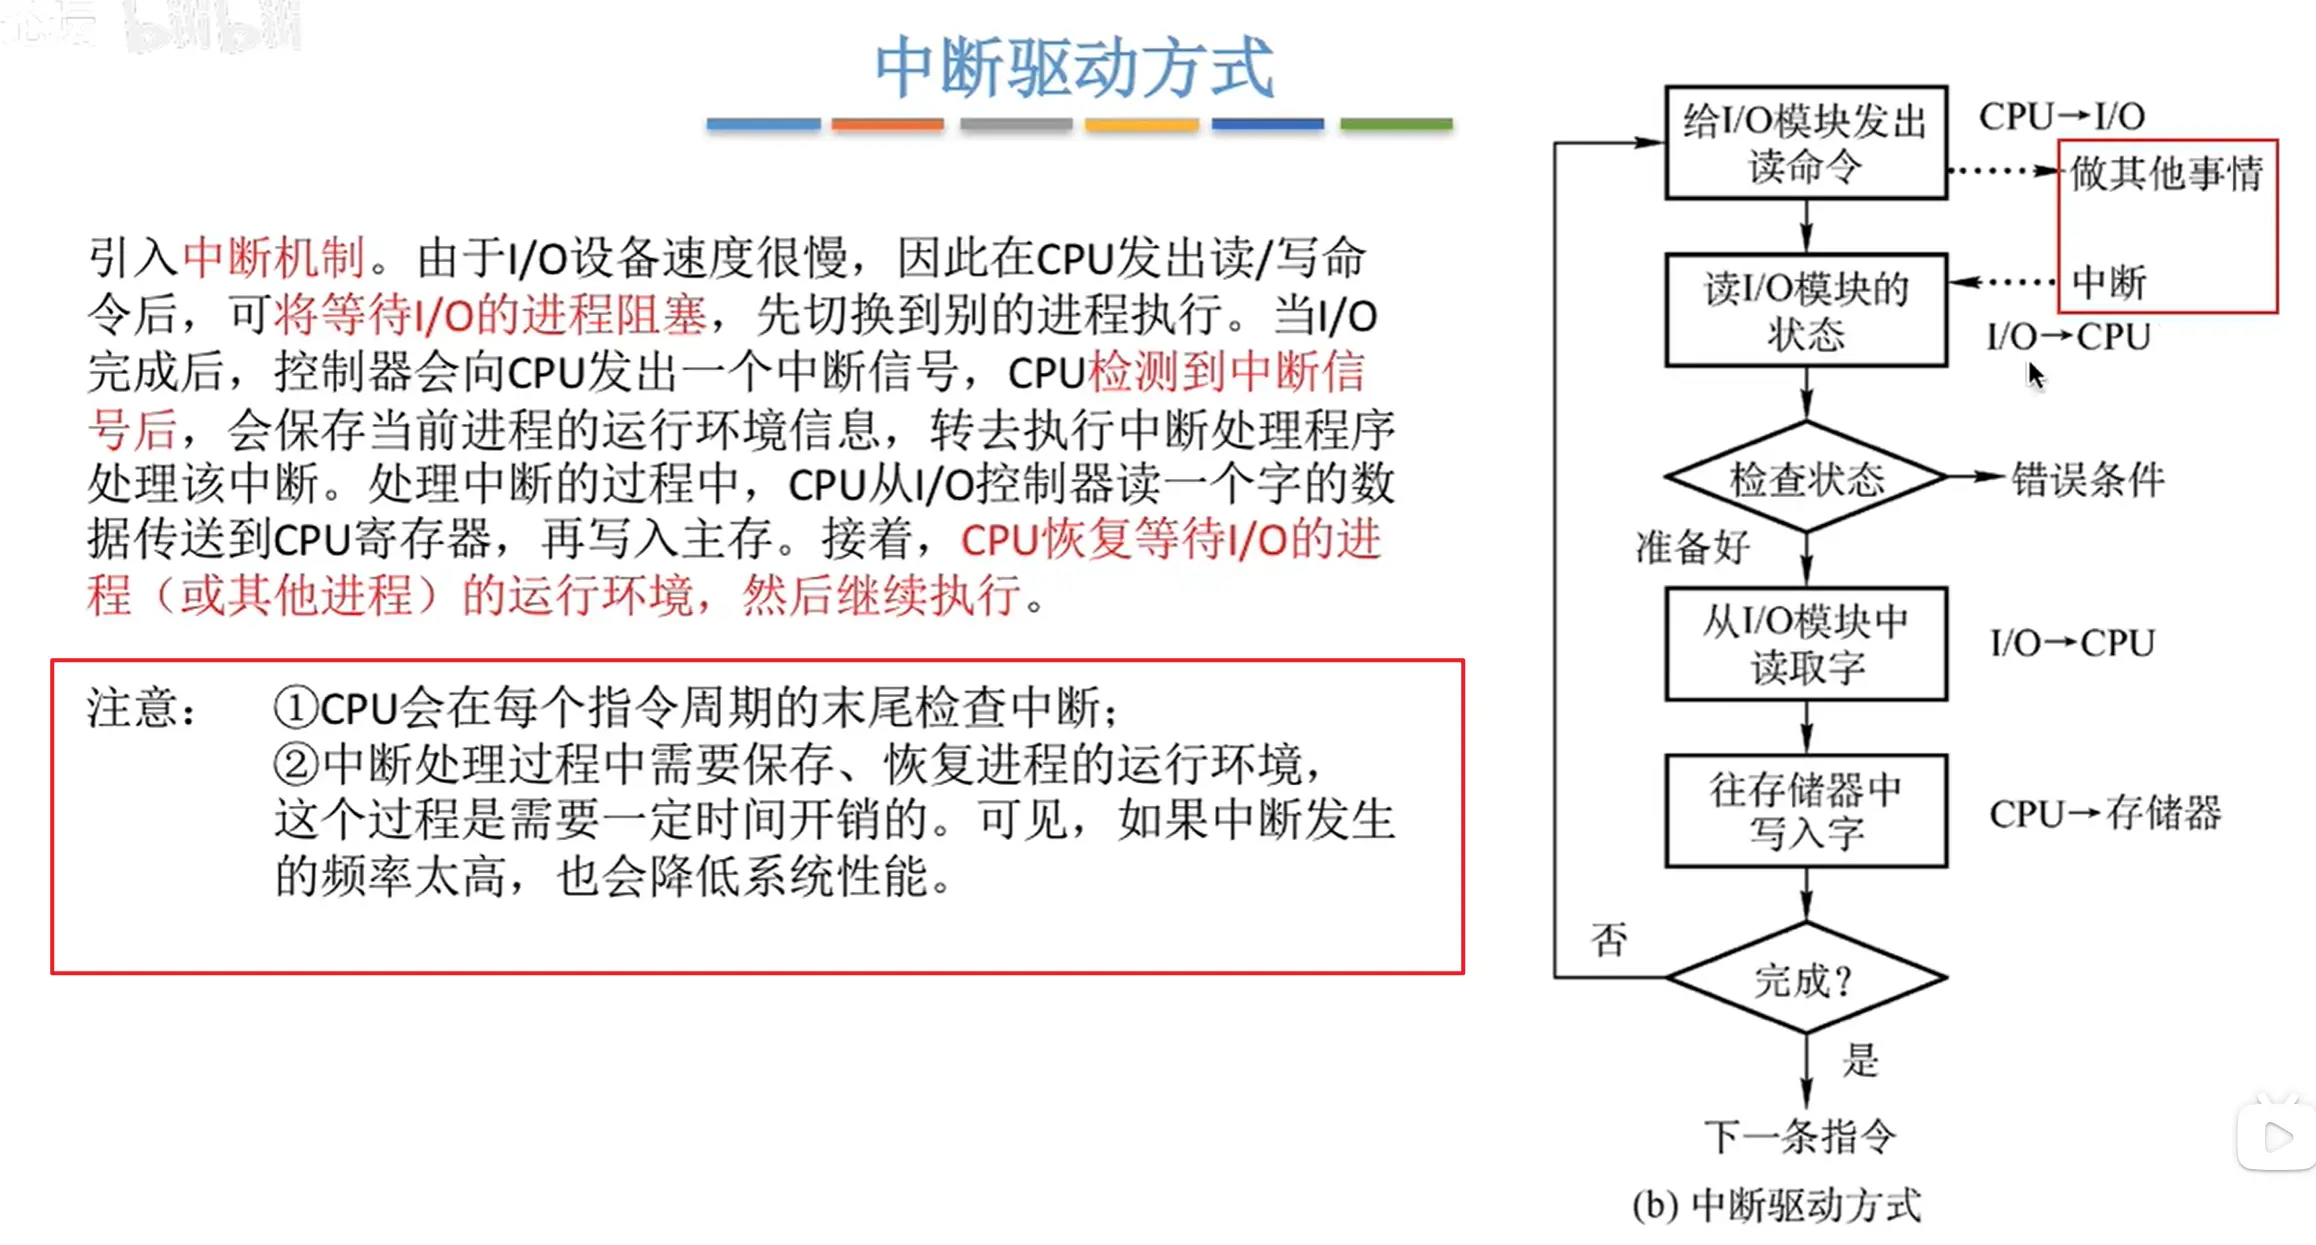 bilibili
中断驱动方式
引入中断机制。由于I/O设备速度很慢，因此在CPU发出读/写命
令后，可将等待I/O的进程阻塞，先切换到别的进程执行。当I/O
完成后，控制器会向CPU发出一个中断信号，CPU检测到中断信
号后，会保存当前进程的运行环境信息，转去执行中断处理程序
处理该中断。处理中断的过程中，CPU从I/O控制器读一个字的数
据传送到CPU寄存器，再写入主存。接着，CPU恢复等待I/O的进
程（或其他进程）的运行环境，然后继续执行。
注意： ①CPU会在每个指令周期的末尾检查中断；
②中断处理过程中需要保存、恢复进程的运行环境，
这个过程是需要一定时间开销的。可见，如果中断发生
的频率太高，也会降低系统性能。
给I/O模块发出
读命令
CPU→I/O
做其他事情
读I/O模块的
状态
中断
I/O→CPU
检查状态
错误条件
准备好
从I/O模块中
读取字
I/O→CPU
往存储器中
写入字
CPU→存储器
否
完成？
是
下一条指令
(b) 中断驱动方式